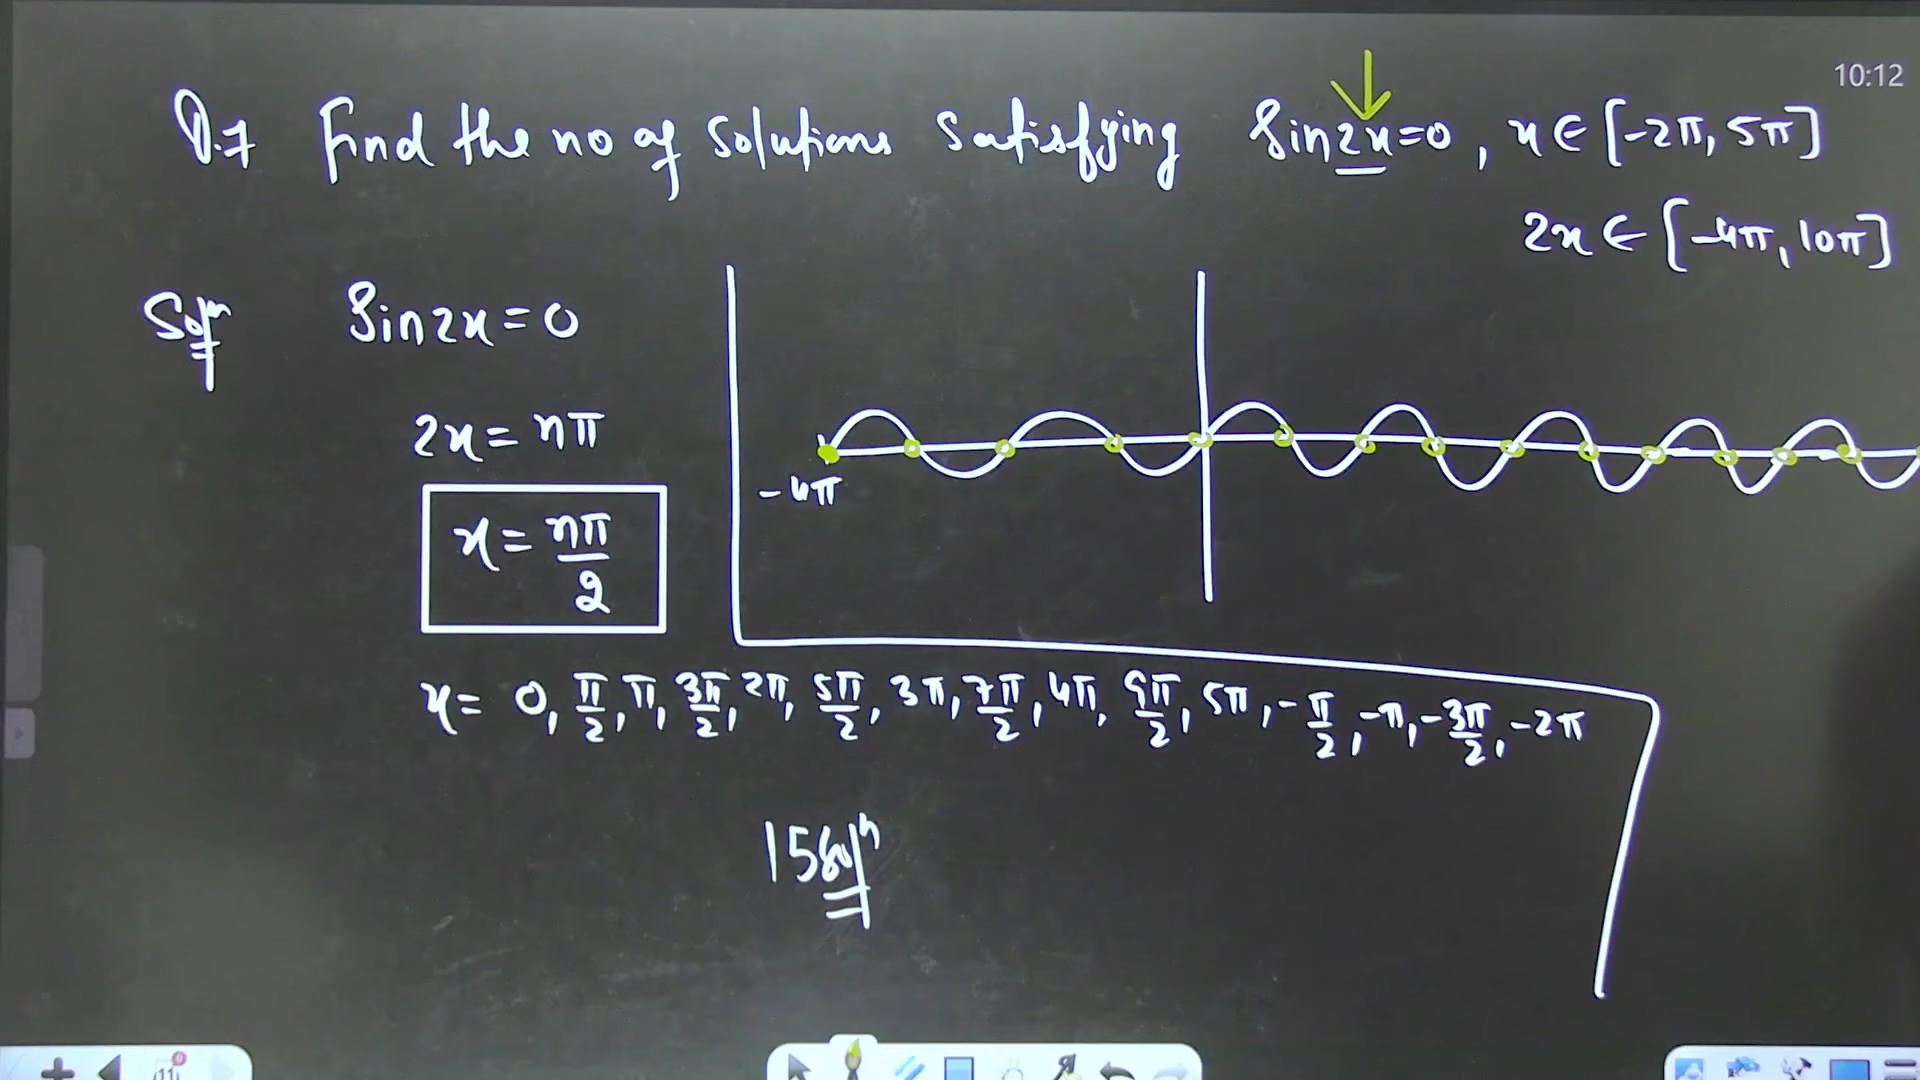 10:12
Q.7 Find the no of solutions satisfying sin2x=0, x∈[-2π, 5π]
2x∈[-4π, 10π]
Solⁿ sin2x=0
2x=nπ
-4π
x=nπ/2
x= 0, π/2, π, 3π/2, 2π, 5π/2, 3π, 7π/2, 4π, 9π/2, 5π, -π/2, -π, -3π/2, -2π
15 solⁿ
11